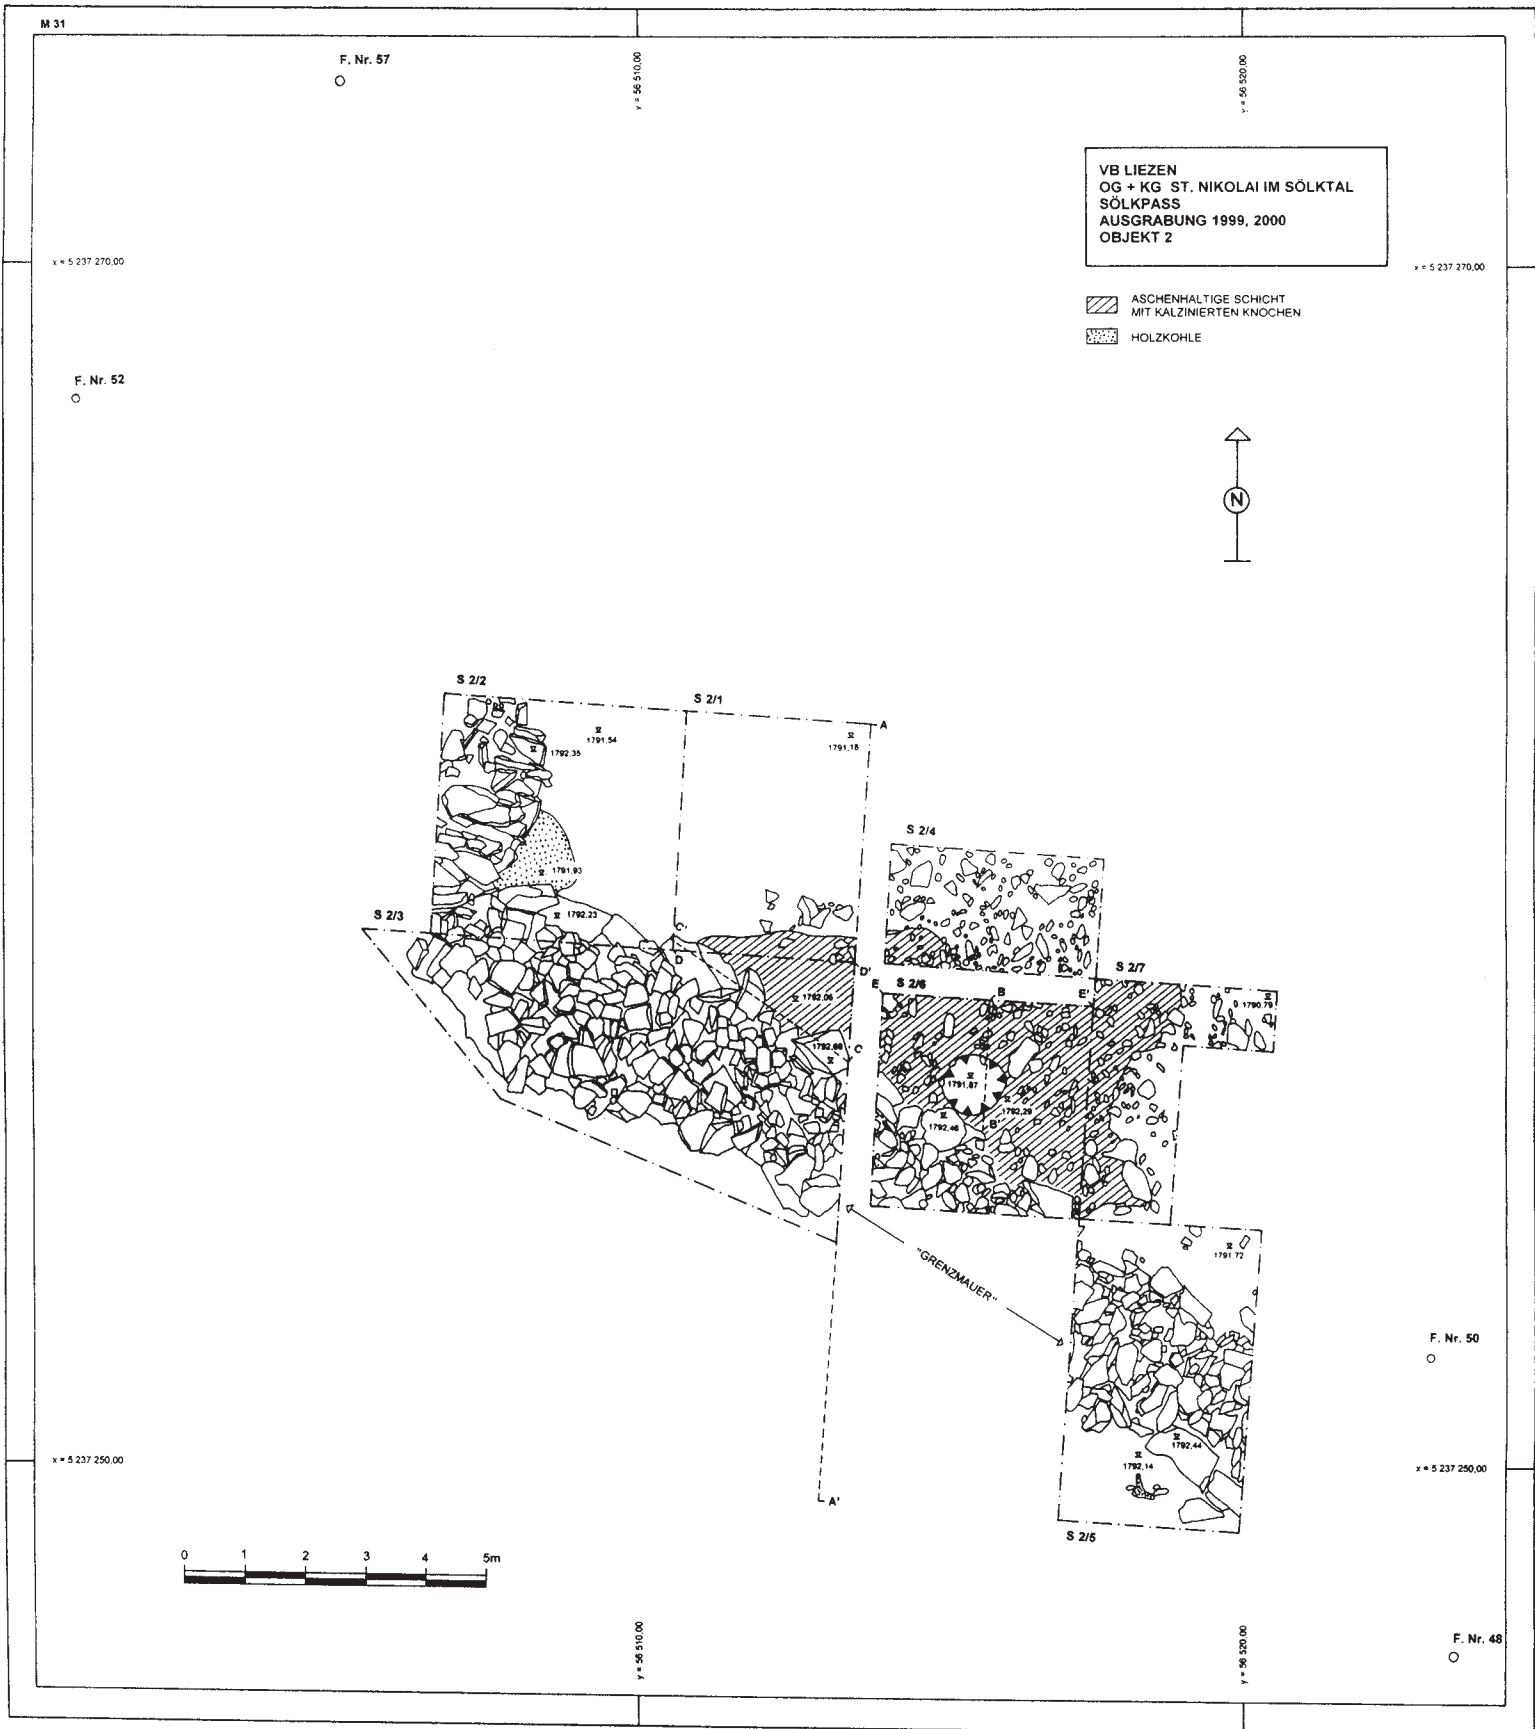 M 31
F. Nr. 57
y = 56 510,00
y = 56 520,00
VB LIEZEN
OG + KG ST. NIKOLAI IM SÖLKTAL
SÖLKPASS
AUSGRABUNG 1999, 2000
OBJEKT 2
x = 5 237 270,00
x = 5 237 270,00
ASCHENHALTIGE SCHICHT
MIT KALZINIERTEN KNOCHEN
HOLZKOHLE
F. Nr. 52
N
S 2/2
S 2/1
A
1791,54
1791,18
1792,35
S 2/4
1791,93
S 2/3
1792,23
C'
D
D'
S 2/7
E
S 2/6
B
E'
1792,06
1790,79
1792,68
C
1791,87
1792,29
1792,46
B'
"GRENZMAUER"
1791,72
F. Nr. 50
1792,44
1792,14
x = 5 237 250,00
x = 5 237 250,00
A'
S 2/5
0 1 2 3 4 5m
y = 56 510,00
y = 56 520,00
F. Nr. 48